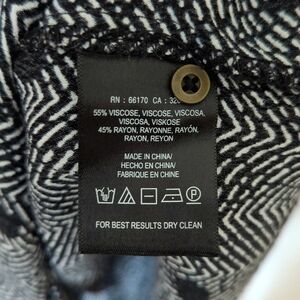 RN : 66170 CA :
55% VISCOSE, VISCOSE, VISCOSA,
VISCOSA, VISKOSE
45% RAYON, RAYONNE, RAYÓN,
RAYON, REYON
MADE IN CHINA/
HECHO EN CHINA/
FABRIQUE EN CHINE
P
FOR BEST RESULTS DRY CLEAN